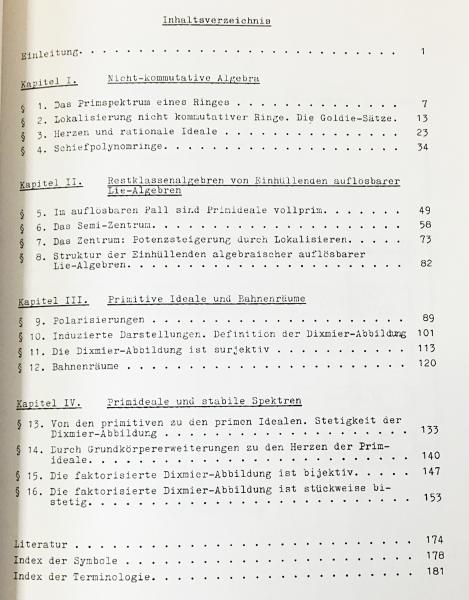 Inhaltsverzeichnis
Einleitung. . . . . . . . . . . . . . . . . . . . . . 1
Kapitel I. Nicht-kommutative Algebra
§ 1. Das Primspektrum eines Ringes . . . . . . . . . . . 7
§ 2. Lokalisierung nicht kommutativer Ringe. Die Goldie-Sätze. 13
§ 3. Herzen und rationale Ideale . . . . . . . . . . . . 23
§ 4. Schiefpolynomringe. . . . . . . . . . . . . . . . . 34
Kapitel II. Restklassenalgebren von Einhüllenden auflösbarer
Lie-Algebren
§ 5. Im auflösbaren Fall sind Primideale vollprim. . . . . . 49
§ 6. Das Semi-Zentrum. . . . . . . . . . . . . . . . . . 58
§ 7. Das Zentrum: Potenzsteigerung durch Lokalisieren. . . . 73
§ 8. Struktur der Einhüllenden algebraischer auflösbarer
Lie-Algebren. . . . . . . . . . . . . . . . . . . . 82
Kapitel III. Primitive Ideale und Bahnenräume
§ 9. Polarisierungen . . . . . . . . . . . . . . . . . . 89
§ 10. Induzierte Darstellungen. Definition der Dixmier-Abbildung 101
§ 11. Die Dixmier-Abbildung ist surjektiv . . . . . . . . . 113
§ 12. Bahnenräume . . . . . . . . . . . . . . . . . . . . 120
Kapitel IV. Primideale und stabile Spektren
§ 13. Von den primitiven zu den primen Idealen. Stetigkeit der
Dixmier-Abbildung . . . . . . . . . . . . . . . . . 133
§ 14. Durch Grundkörpererweiterungen zu den Herzen der Prim-
ideale. . . . . . . . . . . . . . . . . . . . . . . 140
§ 15. Die faktorisierte Dixmier-Abbildung ist bijektiv. . . . 147
§ 16. Die faktorisierte Dixmier-Abbildung ist stückweise bi-
stetig. . . . . . . . . . . . . . . . . . . . . . . 153
Literatur . . . . . . . . . . . . . . . . . . . . . . 174
Index der Symbole . . . . . . . . . . . . . . . . . . 178
Index der Terminologie. . . . . . . . . . . . . . . . 181